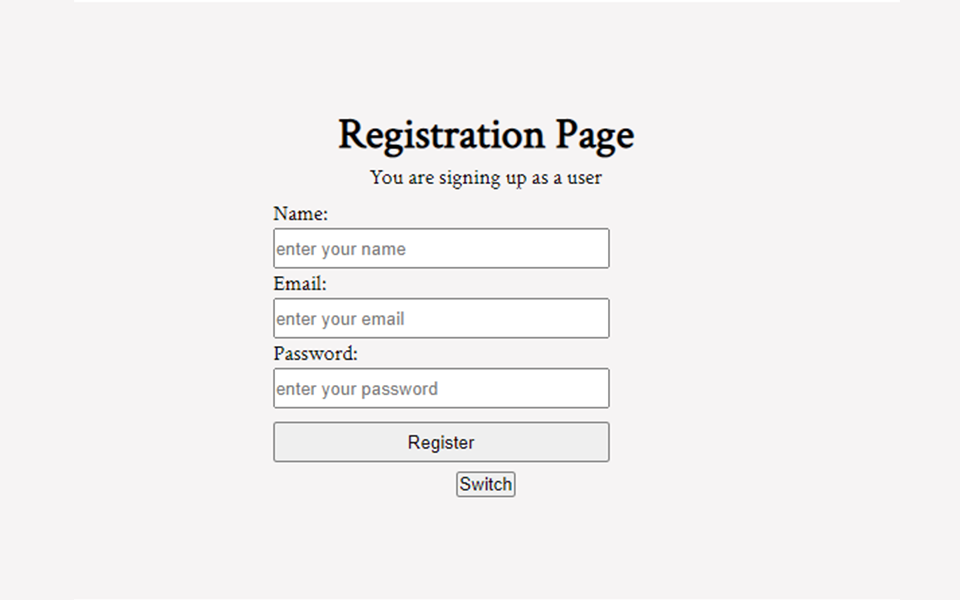 Registration Page
You are signing up as a user
Name:
enter your name
Email:
enter your email
Password:
enter your password
Register
Switch